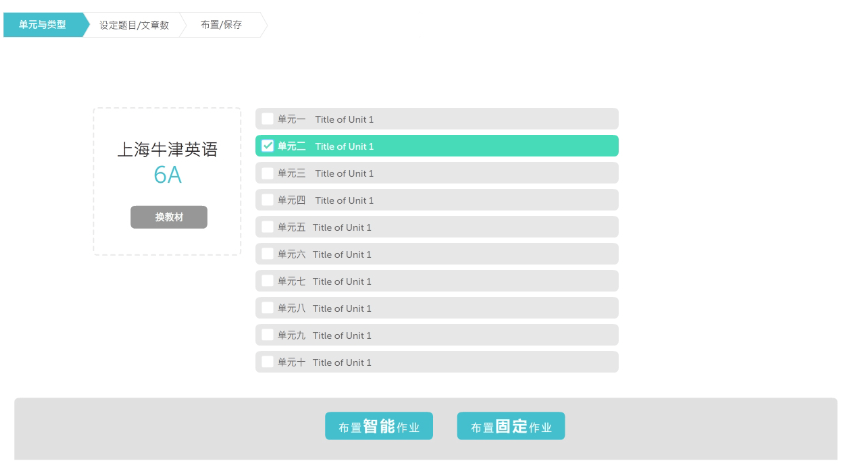 单元与类型
设定题目/文章数
布置/保存
上海牛津英语
6A
换教材
单元一 Title of Unit 1
单元二 Title of Unit 1
单元三 Title of Unit 1
单元四 Title of Unit 1
单元五 Title of Unit 1
单元六 Title of Unit 1
单元七 Title of Unit 1
单元八 Title of Unit 1
单元九 Title of Unit 1
单元十 Title of Unit 1
布置智能作业
布置固定作业